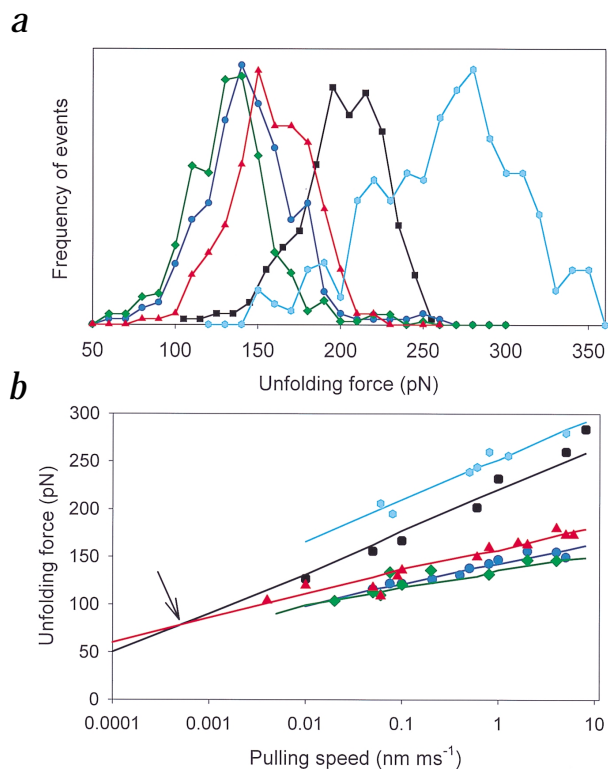 a
Frequency of events
50 100 150 200 250 300 350
Unfolding force (pN)
b
Unfolding force (pN)
300
250
200
150
100
50
0
0.0001 0.001 0.01 0.1 1 10
Pulling speed (nm ms⁻¹)